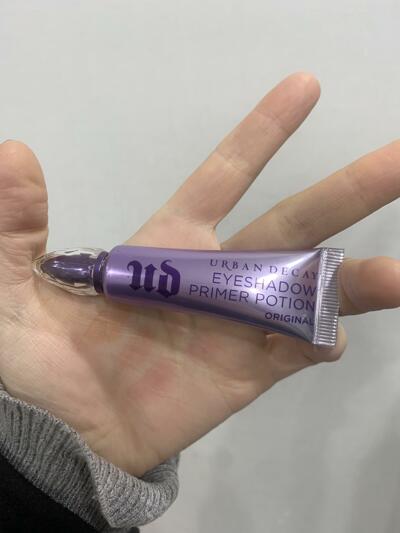 UD
URBAN DECAY
EYESHADOW
PRIMER POTION
ORIGINAL